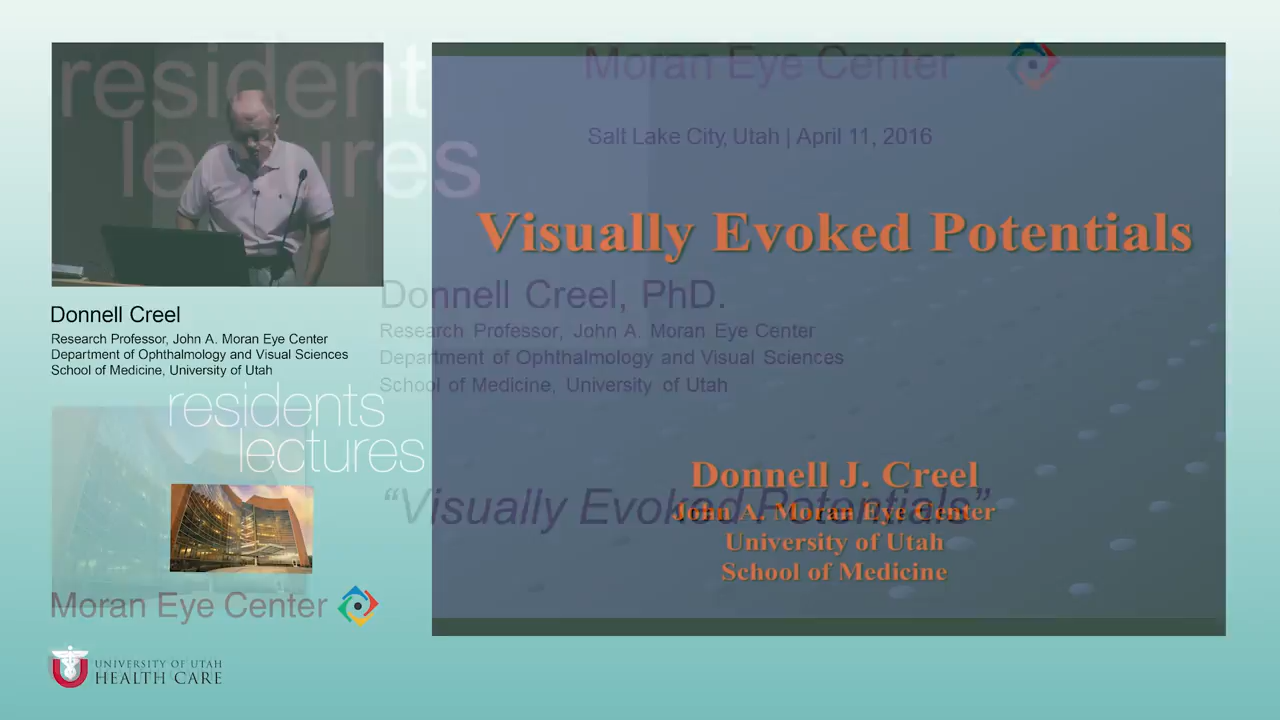 residents
lectures
Donnell Creel
Research Professor, John A. Moran Eye Center
Department of Ophthalmology and Visual Sciences
School of Medicine, University of Utah
residents
lectures
Moran Eye Center
UNIVERSITY OF UTAH
HEALTH CARE
Moran Eye Center
Salt Lake City, Utah | April 11, 2016
Visually Evoked Potentials
Donnell Creel, PhD.
Research Professor, John A. Moran Eye Center
Department of Ophthalmology and Visual Sciences
School of Medicine, University of Utah
Donnell J. Creel
"Visually Evoked Potentials"
John A. Moran Eye Center
University of Utah
School of Medicine